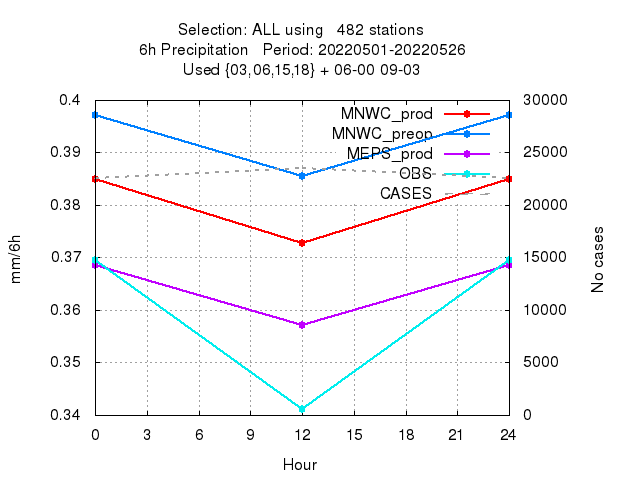 Selection: ALL using   482 stations
6h Precipitation   Period: 20220501-20220526
Used {03,06,15,18} + 06-00 09-03
0.4
0.39
0.38
0.37
0.36
0.35
0.34
mm/6h
30000
25000
20000
15000
10000
5000
0
No cases
MNWC_prod
MNWC_preop
MEPS_prod
OBS
CASES
0 3 6 9 12 15 18 21 24
Hour